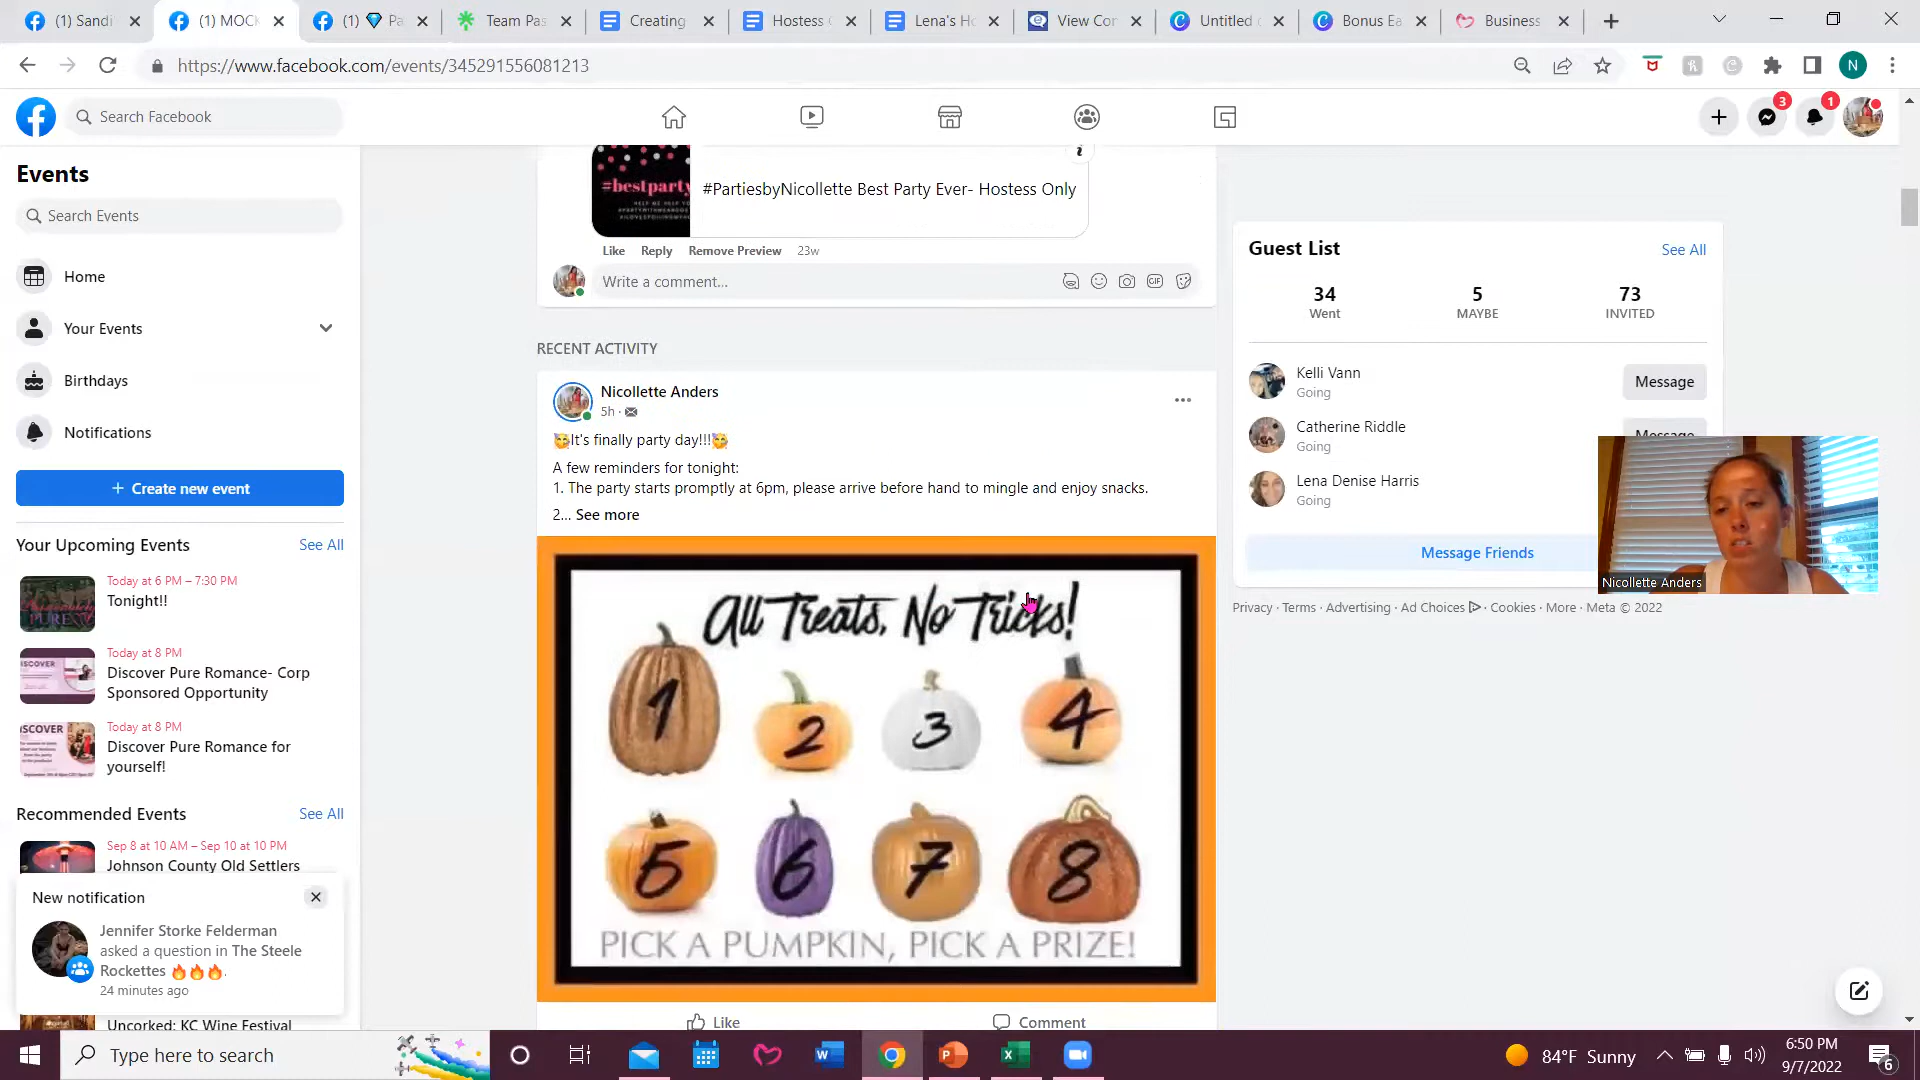 (1) Sandi
(1) MOCK
(1) 💎 Pa
Team Pas
Creating
Hostess
Lena's Ho
View Cor
Untitled
Bonus Ea
Business
https://www.facebook.com/events/345291556081213
N
Search Facebook
3
1
Events
Search Events
Home
Your Events
Birthdays
Notifications
+ Create new event
Your Upcoming Events
See All
Today at 6 PM – 7:30 PM
Tonight!!
Today at 8 PM
Discover Pure Romance- Corp
Sponsored Opportunity
Today at 8 PM
Discover Pure Romance for
yourself!
Recommended Events
See All
Sep 8 at 10 AM – Sep 10 at 10 PM
Johnson County Old Settlers
New notification
Jennifer Storke Felderman
asked a question in The Steele
Rockettes 🔥🔥🔥.
24 minutes ago
Uncorked: KC Wine Festival
#bestparty
#PartiesbyNicollette Best Party Ever- Hostess Only
Like Reply Remove Preview 23w
Write a comment...
GIF
RECENT ACTIVITY
Nicollette Anders
5h ·
🥰It's finally party day!!!🥰
A few reminders for tonight:
1. The party starts promptly at 6pm, please arrive before hand to mingle and enjoy snacks.
2... See more
All Treats, No Tricks!
1 2 3 4
5 6 7 8
PICK A PUMPKIN, PICK A PRIZE!
Like
Comment
Guest List
See All
34 5 73
Went MAYBE INVITED
Kelli Vann
Going
Message
Catherine Riddle
Going
Message
Lena Denise Harris
Going
Message Friends
Nicollette Anders
Privacy · Terms · Advertising · Ad Choices · Cookies · More · Meta © 2022
Type here to search
84°F Sunny
6:50 PM
9/7/2022
6